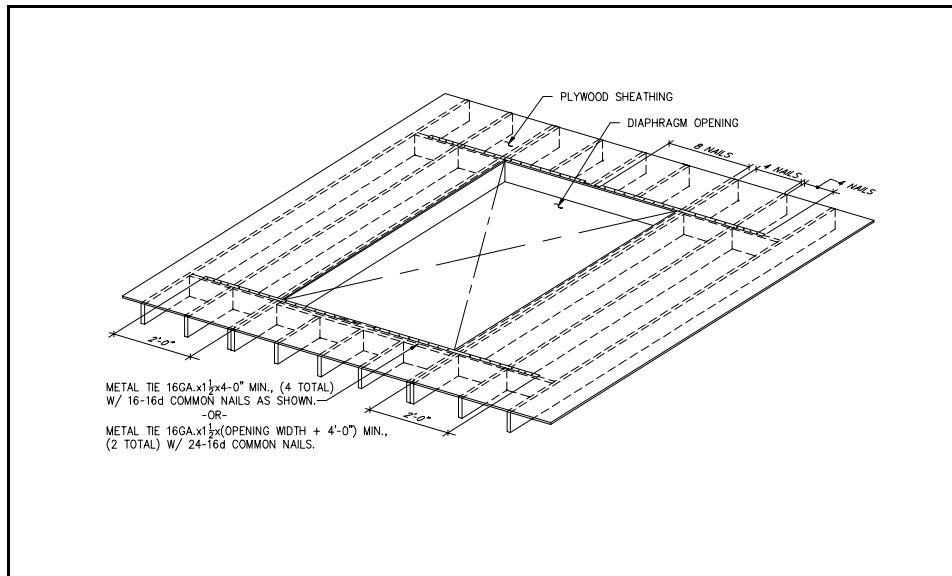 PLYWOOD SHEATHING
DIAPHRAGM OPENING
8 NAILS
4 NAILS
4 NAILS
2'-0"
METAL TIE 16GA.x1½x4-0" MIN., (4 TOTAL)
W/ 16-16d COMMON NAILS AS SHOWN.
-OR-
METAL TIE 16GA.x1½x(OPENING WIDTH + 4'-0") MIN.,
(2 TOTAL) W/ 24-16d COMMON NAILS.
2'-0"